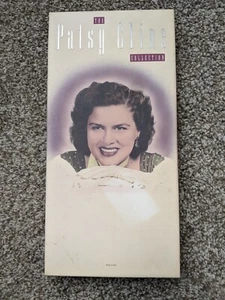 THE
Patsy Cline
COLLECTION